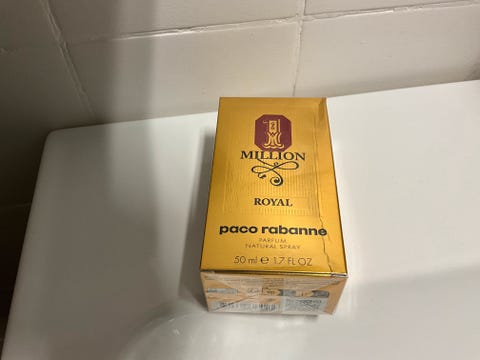 1
MILLION
ROYAL
paco rabanne
PARFUM
NATURAL SPRAY
50 ml e 1.7 FL OZ